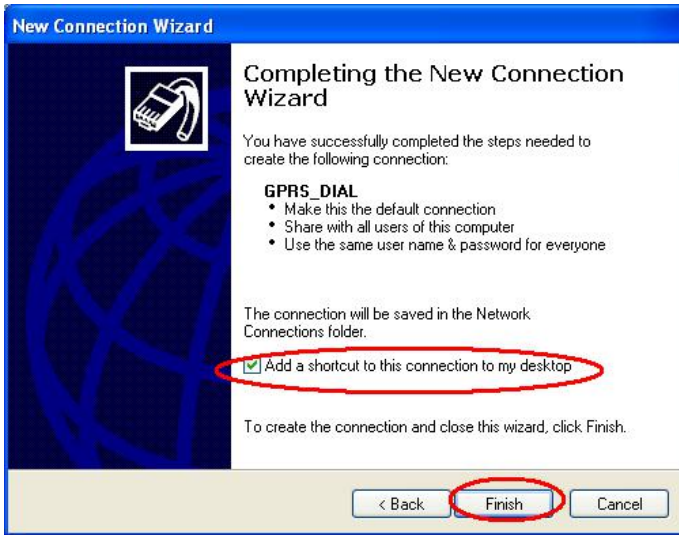 New Connection Wizard
Completing the New Connection
Wizard
You have successfully completed the steps needed to
create the following connection:
GPRS_DIAL
• Make this the default connection
• Share with all users of this computer
• Use the same user name & password for everyone
The connection will be saved in the Network
Connections folder.
Add a shortcut to this connection to my desktop
To create the connection and close this wizard, click Finish.
< Back
Finish
Cancel